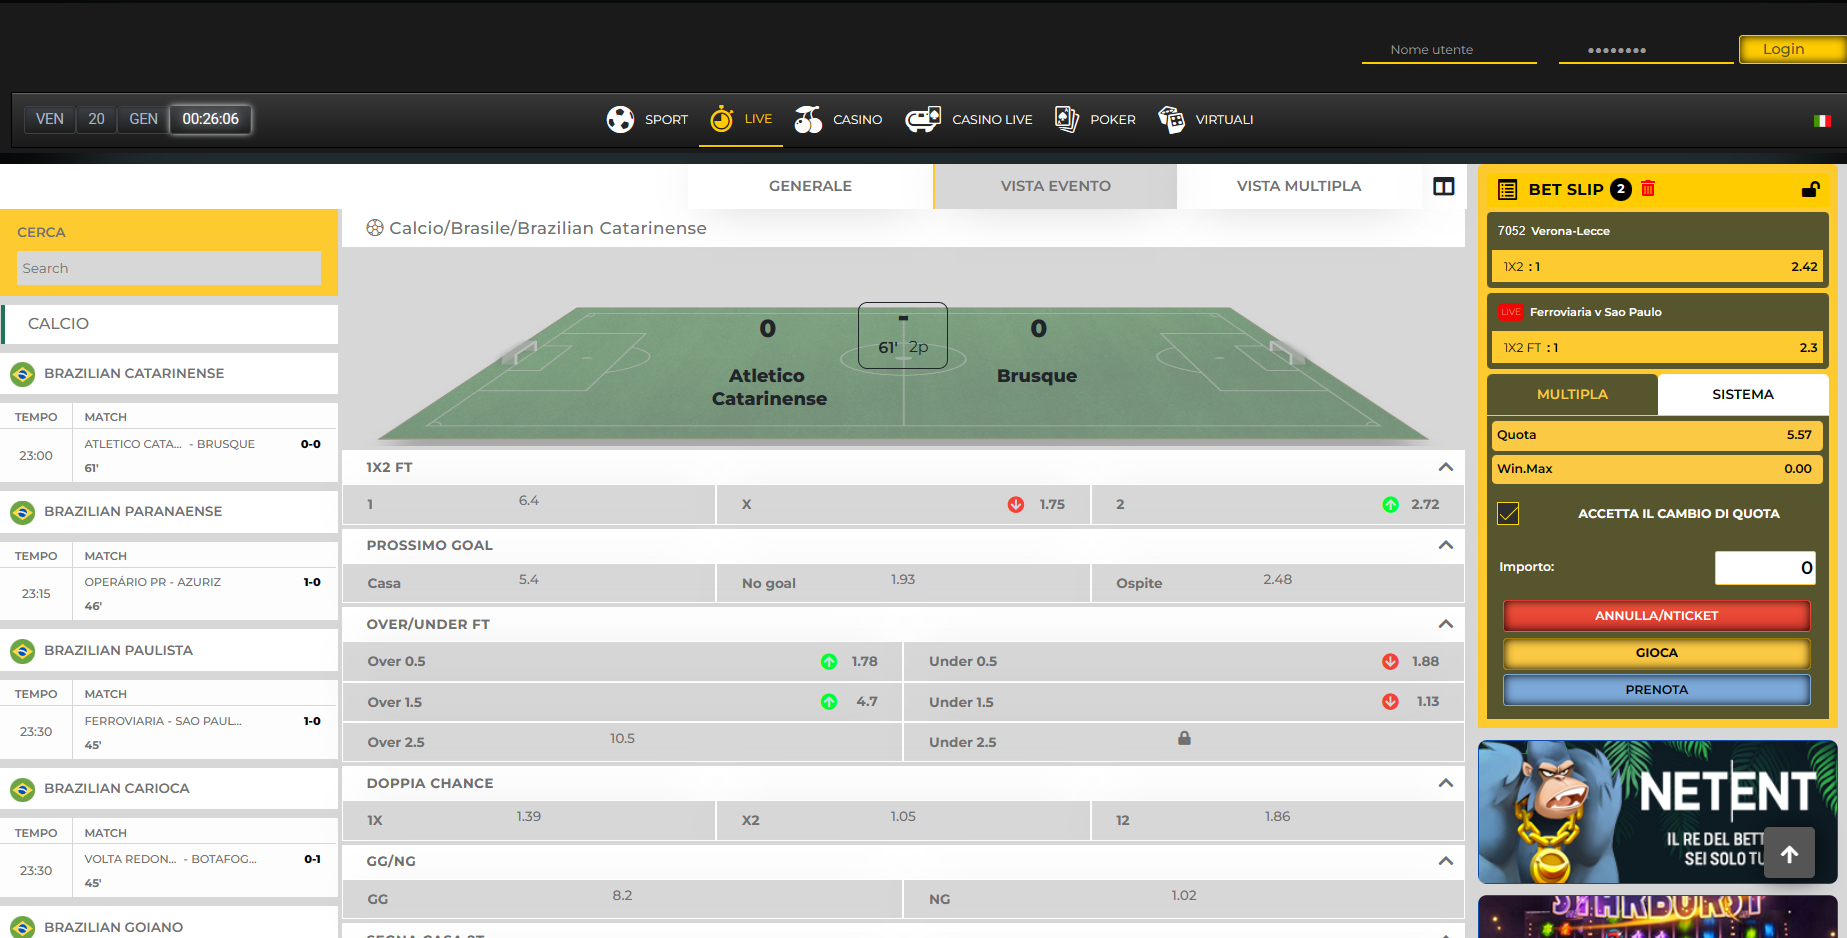 Nome utente
Login
VEN 20 GEN 00:26:06
SPORT LIVE CASINO CASINO LIVE POKER VIRTUALI
GENERALE VISTA EVENTO VISTA MULTIPLA
CERCA
Search
CALCIO
BRAZILIAN CATARINENSE
TEMPO MATCH
23:00 ATLETICO CATA... - BRUSQUE 0-0
61'
BRAZILIAN PARANAENSE
TEMPO MATCH
23:15 OPERÁRIO PR - AZURIZ 1-0
46'
BRAZILIAN PAULISTA
TEMPO MATCH
23:30 FERROVIARIA - SAO PAUL... 1-0
45'
BRAZILIAN CARIOCA
TEMPO MATCH
23:30 VOLTA REDON... - BOTAFOG... 0-1
45'
BRAZILIAN GOIANO
Calcio/Brasile/Brazilian Catarinense
0 - 0
61' 2p
Atletico Catarinense
Brusque
1X2 FT
1 6.4 X 1.75 2 2.72
PROSSIMO GOAL
Casa 5.4 No goal 1.93 Ospite 2.48
OVER/UNDER FT
Over 0.5 1.78 Under 0.5 1.88
Over 1.5 4.7 Under 1.5 1.13
Over 2.5 10.5 Under 2.5
DOPPIA CHANCE
1X 1.39 X2 1.05 12 1.86
GG/NG
GG 8.2 NG 1.02
BET SLIP 2
7052 Verona-Lecce
1X2 : 1 2.42
LIVE Ferroviaria v Sao Paulo
1X2 FT : 1 2.3
MULTIPLA SISTEMA
Quota 5.57
Win.Max 0.00
ACCETTA IL CAMBIO DI QUOTA
Importo: 0
ANNULLA/NTICKET
GIOCA
PRENOTA
NETENT
IL RE DEL BETT
SEI SOLO TU
STARBURST